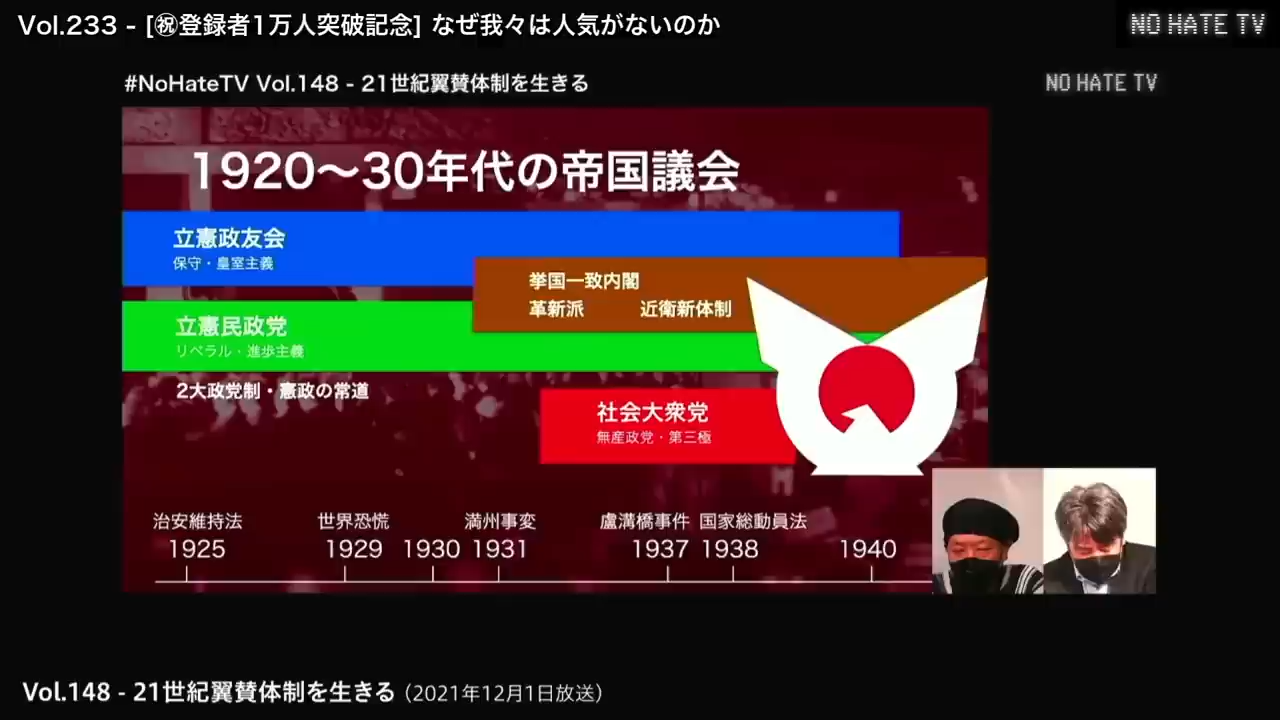 Vol.233 - [㊗登録者1万人突破記念] なぜ我々は人気がないのか
NO HATE TV
#NoHateTV Vol.148 - 21世紀翼賛体制を生きる
NO HATE TV
1920〜30年代の帝国議会
立憲政友会
保守・皇室主義
挙国一致内閣
革新派 近衛新体制
立憲民政党
リベラル・進歩主義
2大政党制・憲政の常道
社会大衆党
無産政党・第三極
治安維持法 世界恐慌 満州事変 盧溝橋事件 国家総動員法
1925 1929 1930 1931 1937 1938 1940
Vol.148 - 21世紀翼賛体制を生きる（2021年12月1日放送）